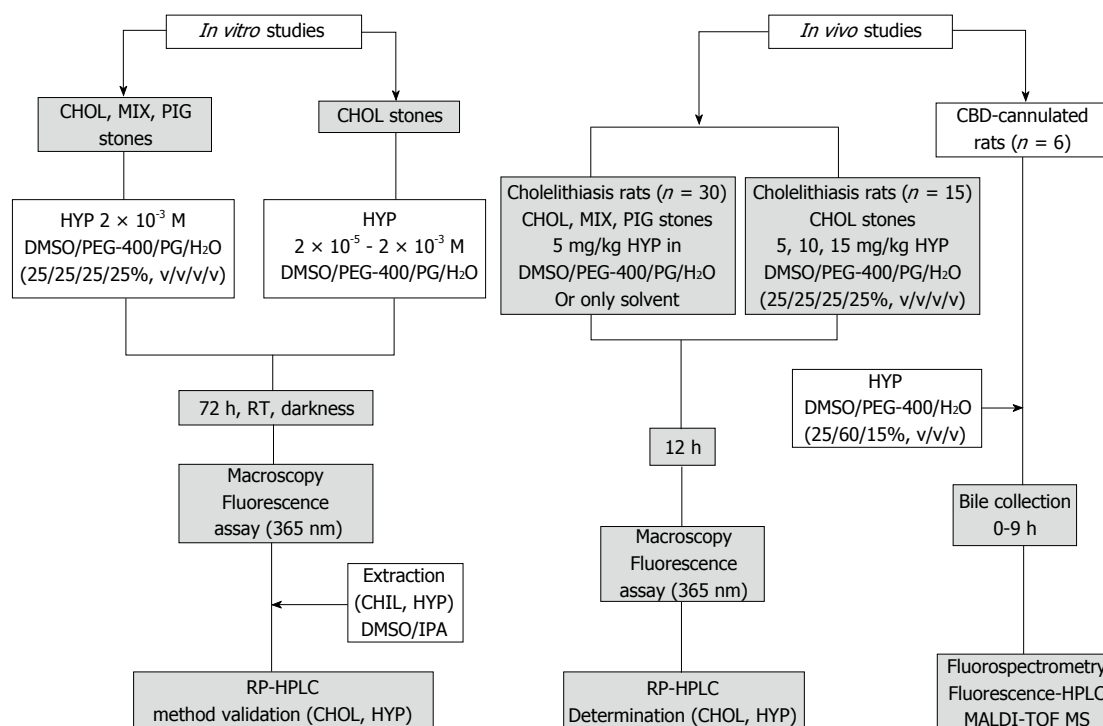 In vitro studies
CHOL, MIX, PIG
stones
CHOL stones
HYP 2 × 10⁻³ M
DMSO/PEG-400/PG/H₂O
(25/25/25/25%, v/v/v/v)
HYP
2 × 10⁻⁵ - 2 × 10⁻³ M
DMSO/PEG-400/PG/H₂O
72 h, RT, darkness
Macroscopy
Fluorescence
assay (365 nm)
Extraction
(CHIL, HYP)
DMSO/IPA
RP-HPLC
method validation (CHOL, HYP)
In vivo studies
Cholelithiasis rats (n = 30)
CHOL, MIX, PIG stones
5 mg/kg HYP in
DMSO/PEG-400/PG/H₂O
Or only solvent
Cholelithiasis rats (n = 15)
CHOL stones
5, 10, 15 mg/kg HYP
DMSO/PEG-400/PG/H₂O
(25/25/25/25%, v/v/v/v)
12 h
Macroscopy
Fluorescence
assay (365 nm)
RP-HPLC
Determination (CHOL, HYP)
CBD-cannulated
rats (n = 6)
HYP
DMSO/PEG-400/H₂O
(25/60/15%, v/v/v)
Bile collection
0-9 h
Fluorospectrometry
Fluorescence-HPLC
MALDI-TOF MS